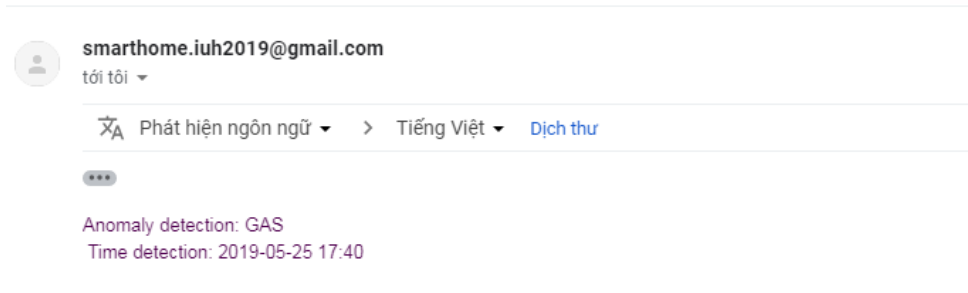 smarthome.iuh2019@gmail.com
tới tôi
Phát hiện ngôn ngữ > Tiếng Việt Dịch thư
Anomaly detection: GAS
Time detection: 2019-05-25 17:40